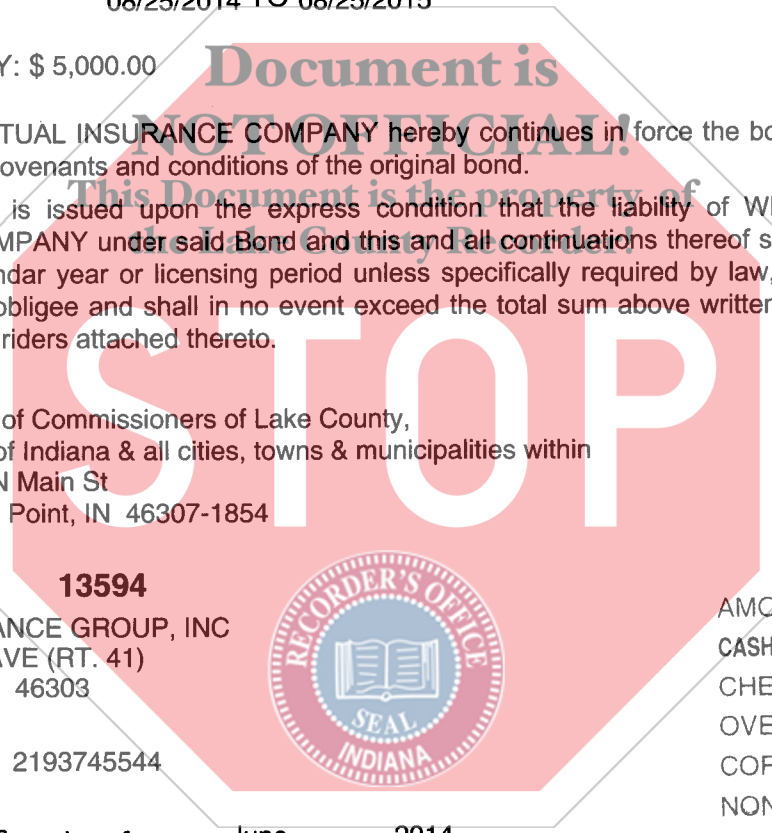 08/25/2014 TO 08/25/2015
Y: $ 5,000.00
Document is
TUAL INSURANCE COMPANY hereby continues in force the bo
NOT OFFICIAL!
ovenants and conditions of the original bond.
This Document is the property of
is issued upon the express condition that the liability of W
the Lake County Recorder!
MPANY under said Bond and this and all continuations thereof s
ndar year or licensing period unless specifically required by law,
obligee and shall in no event exceed the total sum above written
riders attached thereto.
STOP
of Commissioners of Lake County,
of Indiana & all cities, towns & municipalities within
N Main St
Point, IN 46307-1854
13594
ANCE GROUP, INC
AVE (RT. 41)
46303
2193745544
RECORDER'S OFFICE
SEAL
INDIANA
AMO
CASH
CHE
OVE
COP
NON
June 2014